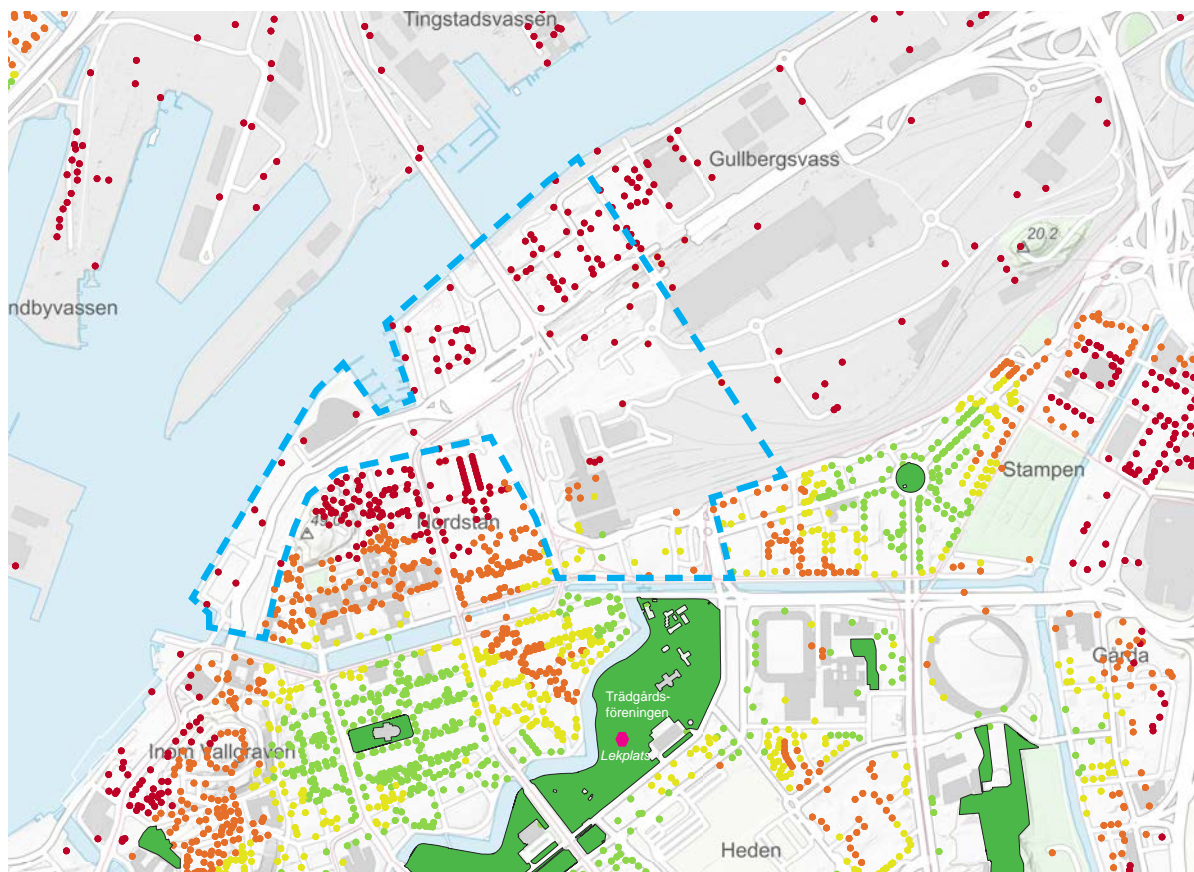 Tingstadsvassen
Gullbergsvass
20.2
ndbyvassen
Stampen
Nordstan
Gårda
Trädgårds-
föreningen
Inom Vallgraven
Lekplats
Heden